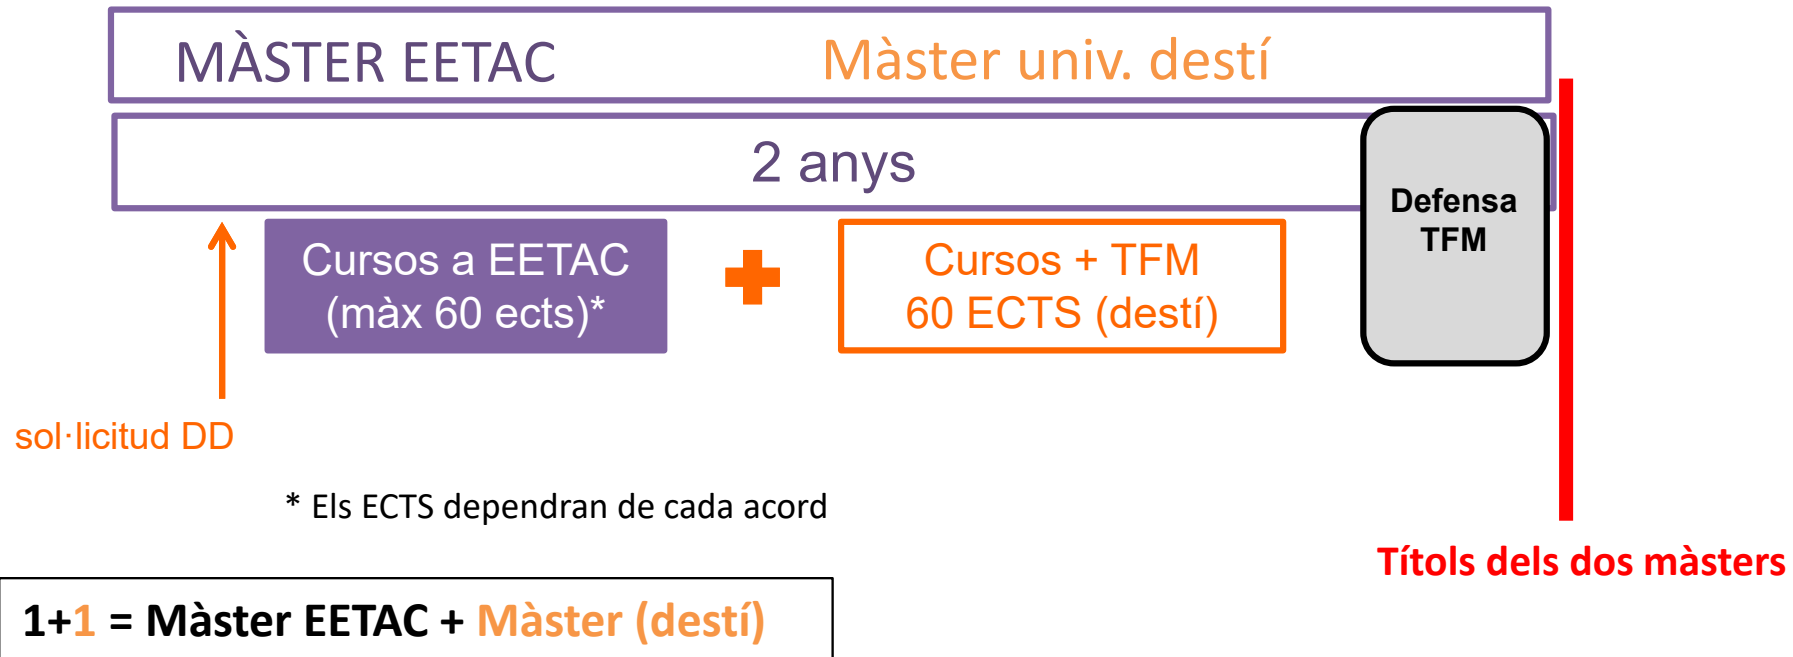 MÀSTER EETAC
Màster univ. destí
2 anys
Defensa
TFM
Cursos a EETAC
(màx 60 ects)*
Cursos + TFM
60 ECTS (destí)
sol·licitud DD
* Els ECTS dependran de cada acord
Títols dels dos màsters
1+1 = Màster EETAC + Màster (destí)